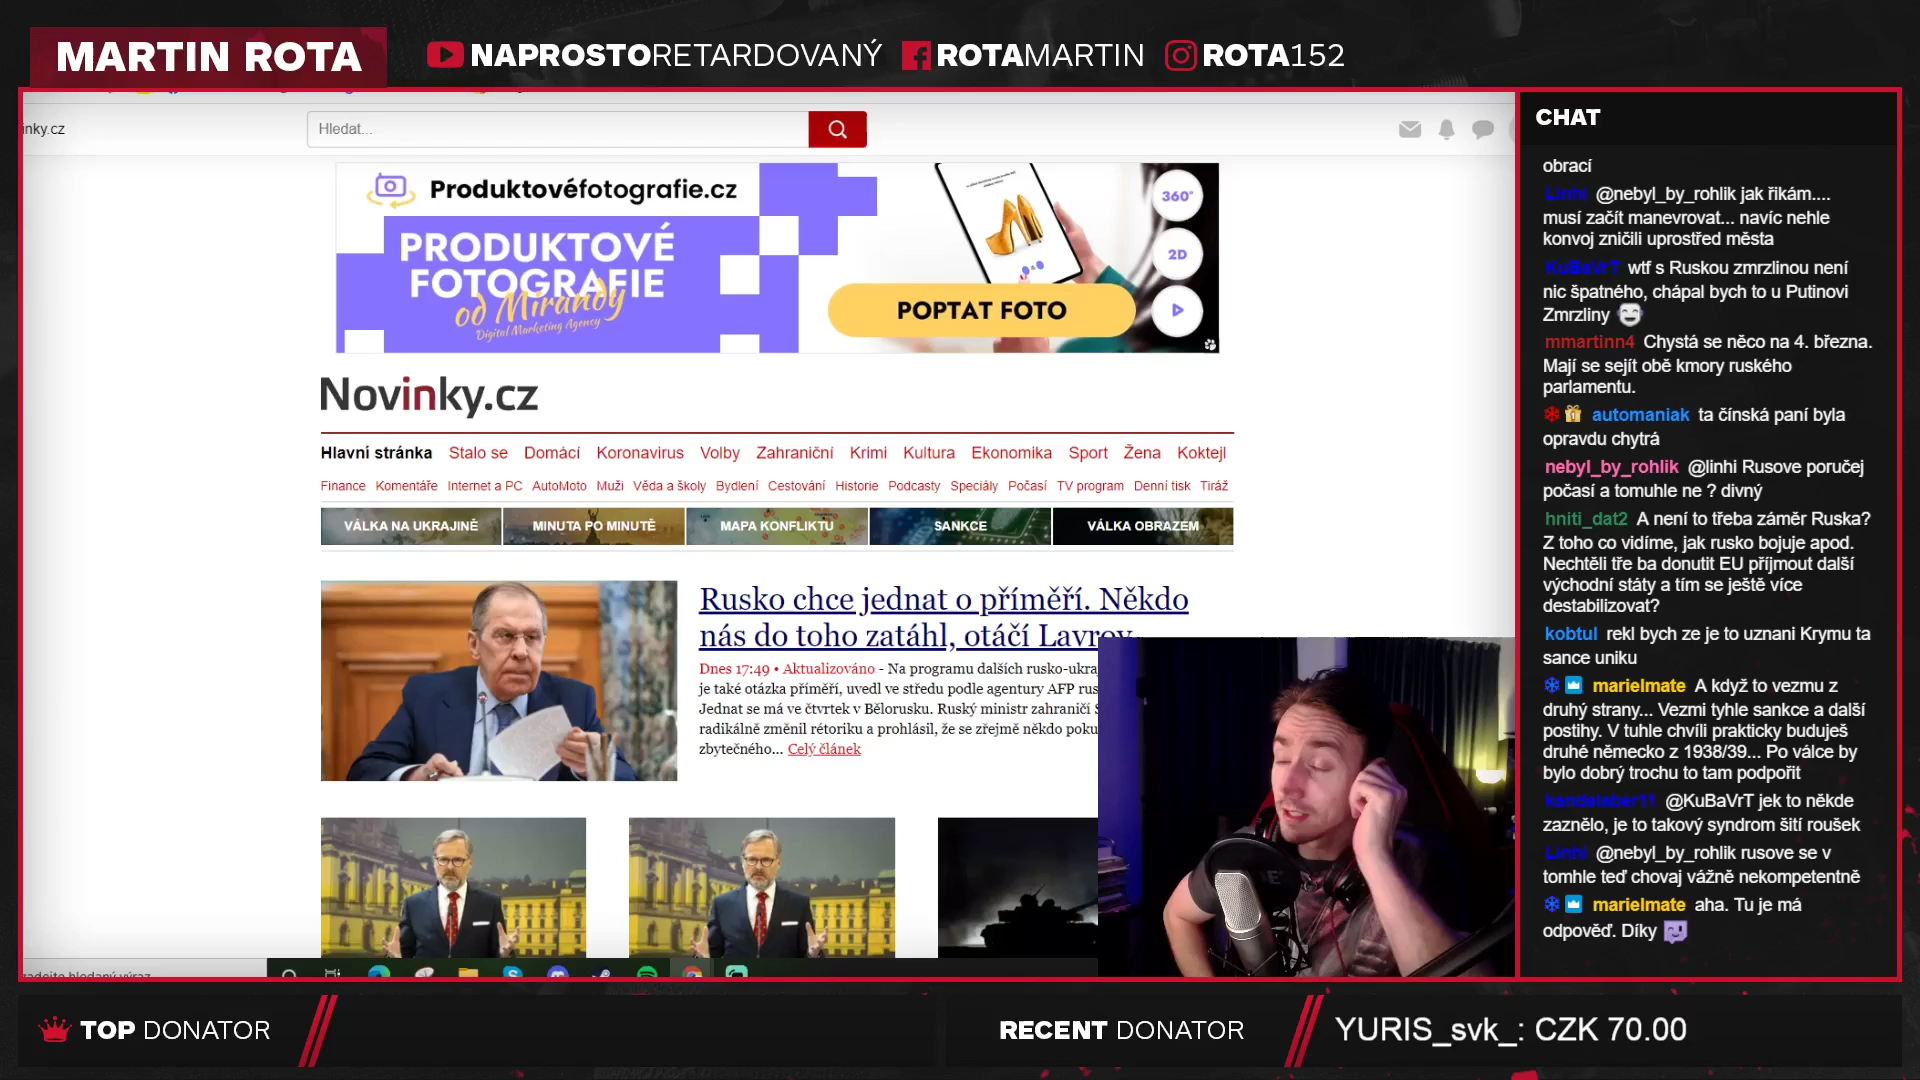 MARTIN ROTA
NAPROSTORETARDOVANÝ
ROTAMARTIN
ROTA152
inky.cz
Hledat...
Produktovéfotografie.cz
PRODUKTOVÉ
FOTOGRAFIE
od Mirandy
Digital Marketing Agency
POPTAT FOTO
360°
2D
Novinky.cz
Hlavní stránka Stalo se Domácí Koronavirus Volby Zahraniční Krimi Kultura Ekonomika Sport Žena Koktejl
Finance Komentáře Internet a PC AutoMoto Muži Věda a školy Bydlení Cestování Historie Podcasty Speciály Počasí TV program Denní tisk Tiráž
VÁLKA NA UKRAJINĚ MINUTA PO MINUTĚ MAPA KONFLIKTU SANKCE VÁLKA OBRAZEM
Rusko chce jednat o příměří. Někdo
nás do toho zatáhl, otáčí Lavrov
Dnes 17:49 • Aktualizováno - Na programu dalších rusko-ukra
je také otázka příměří, uvedl ve středu podle agentury AFP rus
Jednat se má ve čtvrtek v Bělorusku. Ruský ministr zahraničí S
radikálně změnil rétoriku a prohlásil, že se zřejmě někdo poku
zbytečného... Celý článek
CHAT
obrací
Linhi @nebyl_by_rohlik jak řikám....
musí začít manevrovat... navíc nehle
konvoj zničili uprostřed města
KuBaVrT wtf s Ruskou zmrzlinou není
nic špatného, chápal bych to u Putinovi
Zmrzliny
mmartinn4 Chystá se něco na 4. března.
Mají se sejít obě kmory ruského
parlamentu.
automaniak ta čínská paní byla
opravdu chytrá
nebyl_by_rohlik @linhi Rusove poručej
počasí a tomuhle ne ? divný
hniti_dat2 A není to třeba záměr Ruska?
Z toho co vidíme, jak rusko bojuje apod.
Nechtěli tře ba donutit EU příjmout další
východní státy a tím se ještě více
destabilizovat?
kobtul rekl bych ze je to uznani Krymu ta
sance uniku
marielmate A když to vezmu z
druhý strany... Vezmi tyhle sankce a další
postihy. V tuhle chvíli prakticky buduješ
druhé německo z 1938/39... Po válce by
bylo dobrý trochu to tam podpořit
kandelaber11 @KuBaVrT jek to někde
zaznělo, je to takový syndrom šití roušek
Linhi @nebyl_by_rohlik rusove se v
tomhle teď chovaj vážně nekompetentně
marielmate aha. Tu je má
odpověď. Díky
TOP DONATOR
RECENT DONATOR
YURIS_svk_: CZK 70.00